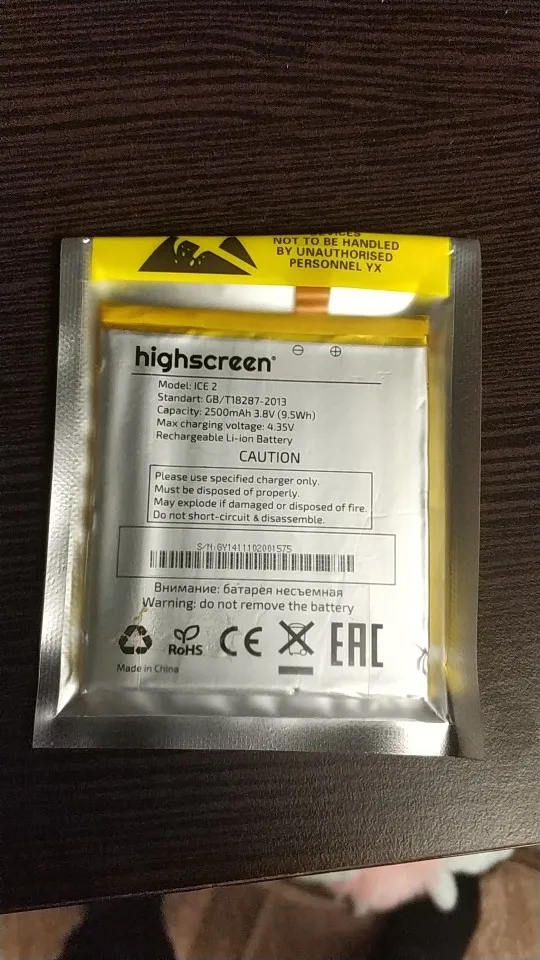 DEVICES
NOT TO BE HANDLED
BY UNAUTHORISED
PERSONNEL YX
highscreen®
Model: ICE 2
Standart: GB/T18287-2013
Capacity: 2500mAh 3.8V (9.5Wh)
Max charging voltage: 4.35V
Rechargeable Li-ion Battery
CAUTION
Please use specified charger only.
Must be disposed of properly.
May explode if damaged or disposed of fire.
Do not short-circuit & disassemble.
S/N:GY1411102001575
Внимание: батарея несъемная
Warning: do not remove the battery
RoHS CE EAC
Made in China